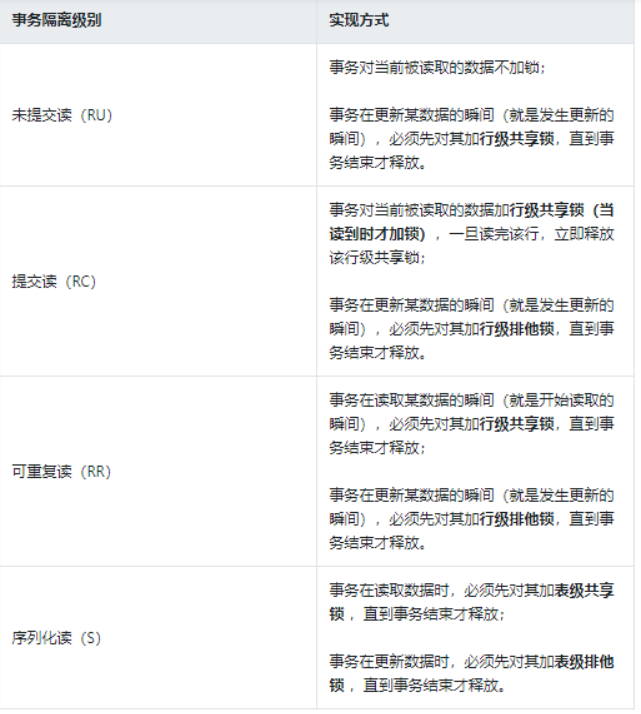 事务隔离级别
实现方式
未提交读（RU）
事务对当前被读取的数据不加锁；
事务在更新某数据的瞬间（就是发生更新的
瞬间），必须先对其加行级共享锁，直到事
务结束才释放。
提交读（RC）
事务对当前被读取的数据加行级共享锁（当
读到时才加锁），一旦读完该行，立即释放
该行级共享锁；
事务在更新某数据的瞬间（就是发生更新的
瞬间），必须先对其加行级排他锁，直到事
务结束才释放。
可重复读（RR）
事务在读取某数据的瞬间（就是开始读取的
瞬间），必须先对其加行级共享锁，直到事
务结束才释放；
事务在更新某数据的瞬间（就是发生更新的
瞬间），必须先对其加行级排他锁，直到事
务结束才释放。
序列化读（S）
事务在读取数据时，必须先对其加表级共享
锁 ，直到事务结束才释放；
事务在更新数据时，必须先对其加表级排他
锁 ，直到事务结束才释放。